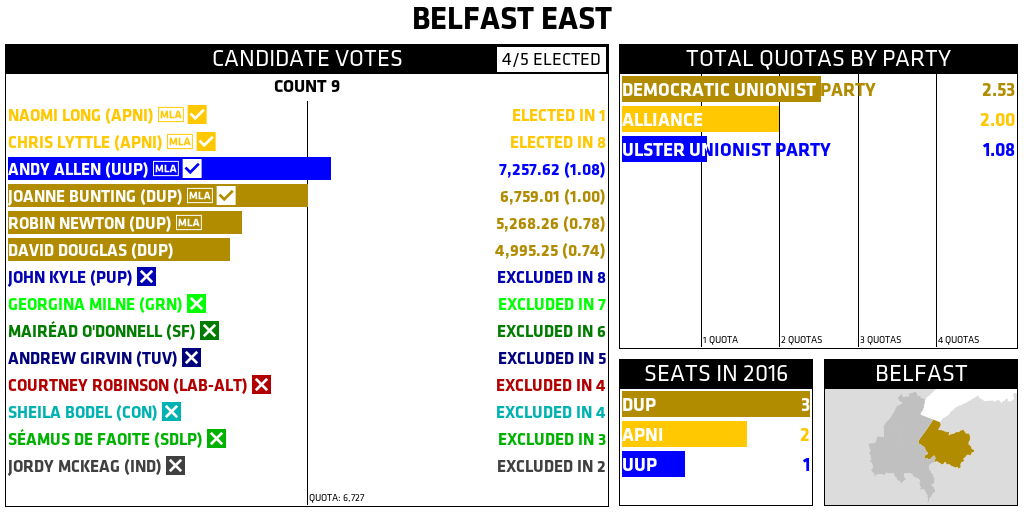 BELFAST EAST
CANDIDATE VOTES 4/5 ELECTED
COUNT 9
NAOMI LONG (APNI) MLA ELECTED IN 1
CHRIS LYTTLE (APNI) MLA ELECTED IN 8
ANDY ALLEN (UUP) MLA 7,257.62 (1.08)
JOANNE BUNTING (DUP) MLA 6,759.01 (1.00)
ROBIN NEWTON (DUP) MLA 5,268.26 (0.78)
DAVID DOUGLAS (DUP) 4,995.25 (0.74)
JOHN KYLE (PUP) EXCLUDED IN 8
GEORGINA MILNE (GRN) EXCLUDED IN 7
MAIRÉAD O'DONNELL (SF) EXCLUDED IN 6
ANDREW GIRVIN (TUV) EXCLUDED IN 5
COURTNEY ROBINSON (LAB-ALT) EXCLUDED IN 4
SHEILA BODEL (CON) EXCLUDED IN 4
SÉAMUS DE FAOITE (SDLP) EXCLUDED IN 3
JORDY MCKEAG (IND) EXCLUDED IN 2
QUOTA: 6,727
TOTAL QUOTAS BY PARTY
DEMOCRATIC UNIONIST PARTY 2.53
ALLIANCE 2.00
ULSTER UNIONIST PARTY 1.08
1 QUOTA 2 QUOTAS 3 QUOTAS 4 QUOTAS
SEATS IN 2016
DUP 3
APNI 2
UUP 1
BELFAST